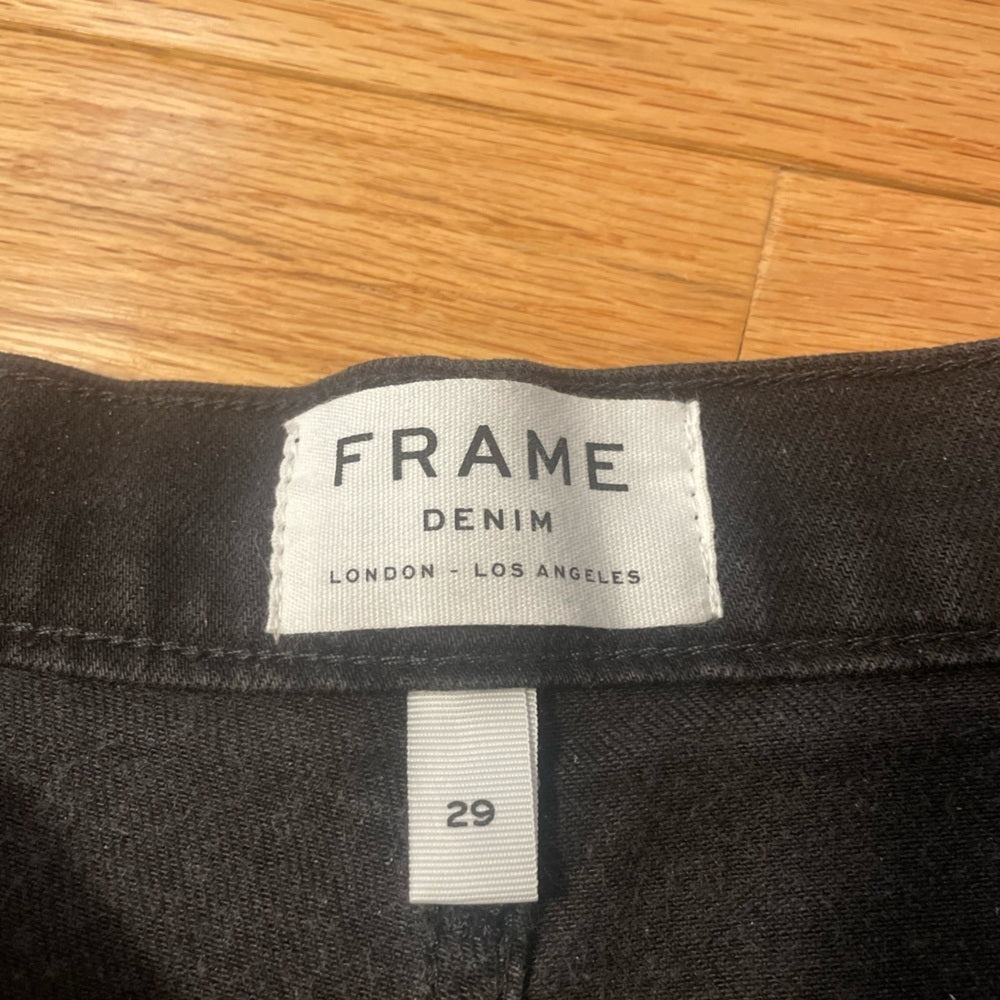 FRAME
DENIM
LONDON - LOS ANGELES
29